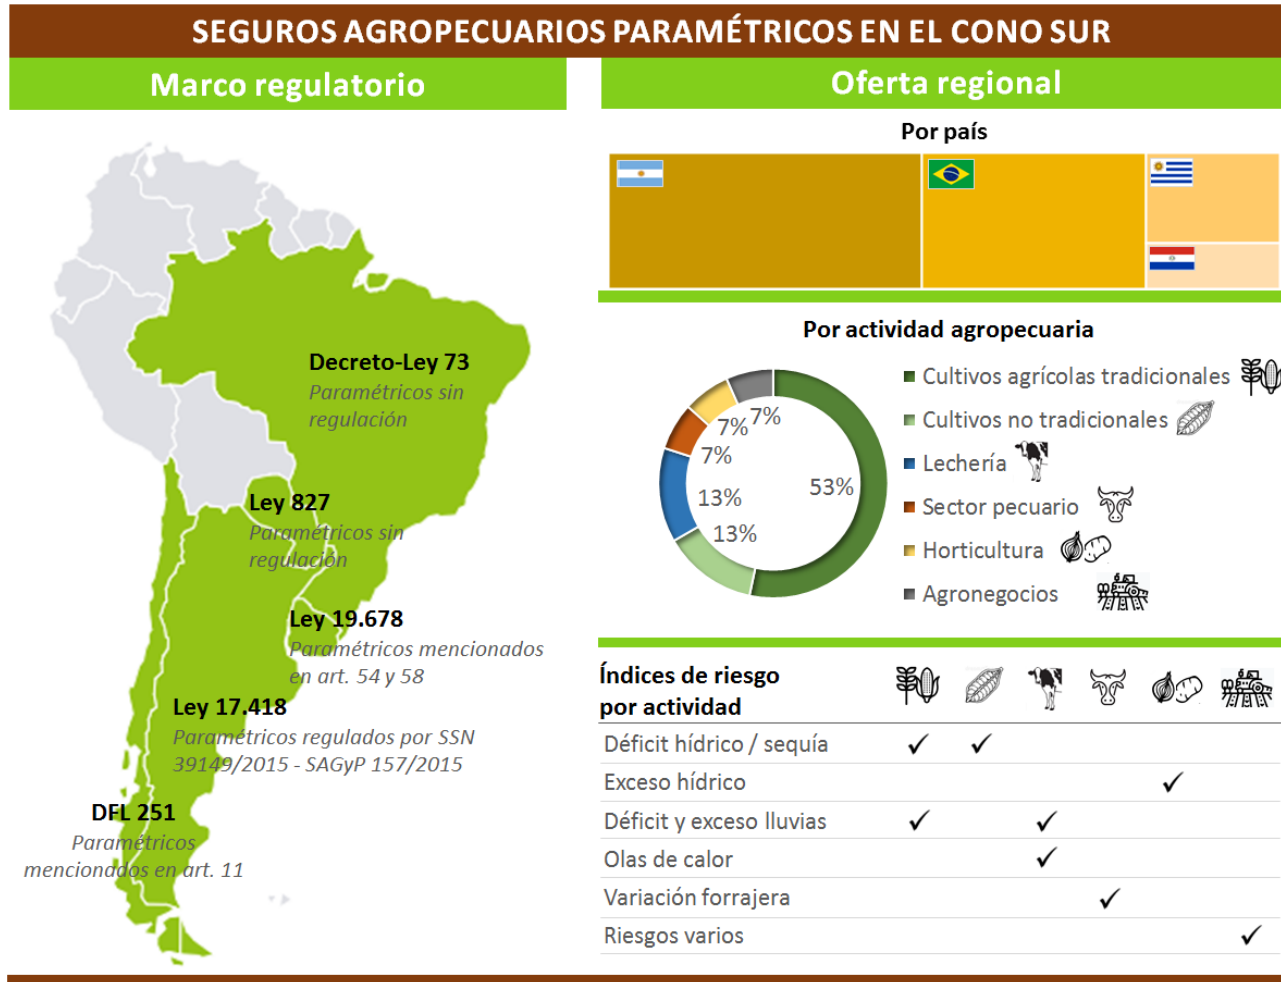 SEGUROS AGROPECUARIOS PARAMÉTRICOS EN EL CONO SUR
Marco regulatorio
Decreto-Ley 73
Paramétricos sin
regulación
Ley 827
Paramétricos sin
regulación
Ley 19.678
Paramétricos mencionados
en art. 54 y 58
Ley 17.418
Paramétricos regulados por SSN
39149/2015 - SAGyP 157/2015
DFL 251
Paramétricos
mencionados en art. 11
Oferta regional
Por país
Por actividad agropecuaria
53%
13%
13%
7%
7%
7%
Cultivos agrícolas tradicionales
Cultivos no tradicionales
Lechería
Sector pecuario
Horticultura
Agronegocios
Índices de riesgo
por actividad
Déficit hídrico / sequía
Exceso hídrico
Déficit y exceso lluvias
Olas de calor
Variación forrajera
Riesgos varios